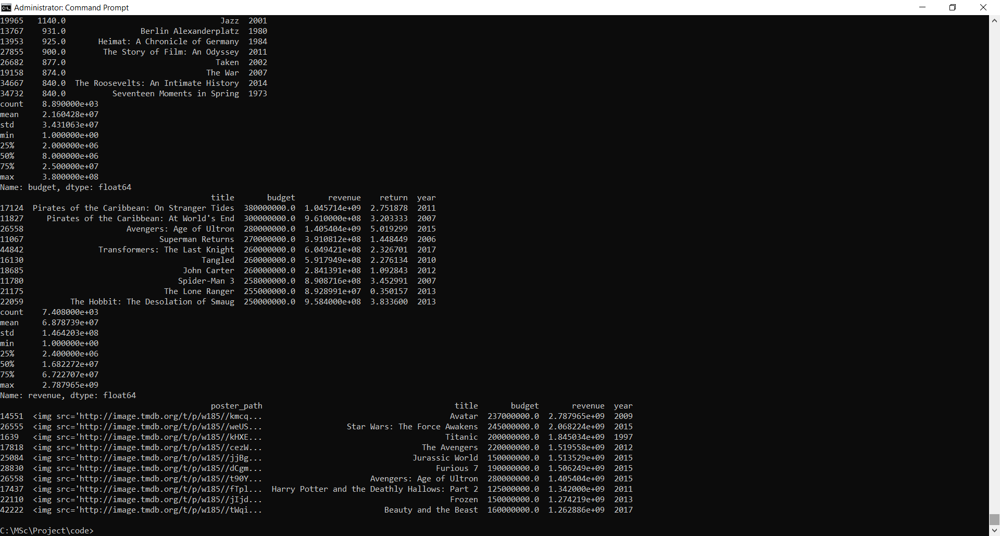 Administrator: Command Prompt
19965 1140.0 Jazz 2001
13767 931.0 Berlin Alexanderplatz 1980
13953 925.0 Heimat: A Chronicle of Germany 1984
27855 900.0 The Story of Film: An Odyssey 2011
26682 877.0 Taken 2002
19158 874.0 The War 2007
34667 840.0 The Roosevelts: An Intimate History 2014
34732 840.0 Seventeen Moments in Spring 1973
count 8.890000e+03
mean 2.160428e+07
std 3.431063e+07
min 1.000000e+00
25% 2.000000e+06
50% 8.000000e+06
75% 2.500000e+07
max 3.800000e+08
Name: budget, dtype: float64
title budget revenue return year
17124 Pirates of the Caribbean: On Stranger Tides 380000000.0 1.045714e+09 2.751878 2011
11827 Pirates of the Caribbean: At World's End 300000000.0 9.610000e+08 3.203333 2007
26558 Avengers: Age of Ultron 280000000.0 1.405404e+09 5.019299 2015
11067 Superman Returns 270000000.0 3.910812e+08 1.448449 2006
44842 Transformers: The Last Knight 260000000.0 6.049421e+08 2.326701 2017
16130 Tangled 260000000.0 5.917949e+08 2.276134 2010
18685 John Carter 260000000.0 2.841391e+08 1.092843 2012
11780 Spider-Man 3 258000000.0 8.908716e+08 3.452991 2007
21175 The Lone Ranger 255000000.0 8.928991e+07 0.350157 2013
22059 The Hobbit: The Desolation of Smaug 250000000.0 9.584000e+08 3.833600 2013
count 7.408000e+03
mean 6.878739e+07
std 1.464203e+08
min 1.000000e+00
25% 2.400000e+06
50% 1.682272e+07
75% 6.722707e+07
max 2.787965e+09
Name: revenue, dtype: float64
poster_path title budget revenue year
14551 <img src='http://image.tmdb.org/t/p/w185//kmcq... Avatar 237000000.0 2.787965e+09 2009
26555 <img src='http://image.tmdb.org/t/p/w185//weUS... Star Wars: The Force Awakens 245000000.0 2.068224e+09 2015
1639 <img src='http://image.tmdb.org/t/p/w185//kHXE... Titanic 200000000.0 1.845034e+09 1997
17818 <img src='http://image.tmdb.org/t/p/w185//cezW... The Avengers 220000000.0 1.519558e+09 2012
25084 <img src='http://image.tmdb.org/t/p/w185//jjBg... Jurassic World 150000000.0 1.513529e+09 2015
28830 <img src='http://image.tmdb.org/t/p/w185//dCgm... Furious 7 190000000.0 1.506249e+09 2015
26558 <img src='http://image.tmdb.org/t/p/w185//t90Y... Avengers: Age of Ultron 280000000.0 1.405404e+09 2015
17437 <img src='http://image.tmdb.org/t/p/w185//fTpl... Harry Potter and the Deathly Hallows: Part 2 125000000.0 1.342000e+09 2011
22110 <img src='http://image.tmdb.org/t/p/w185//jIjd... Frozen 150000000.0 1.274219e+09 2013
42222 <img src='http://image.tmdb.org/t/p/w185//tWqi... Beauty and the Beast 160000000.0 1.262886e+09 2017
C:\MSc\Project\code>